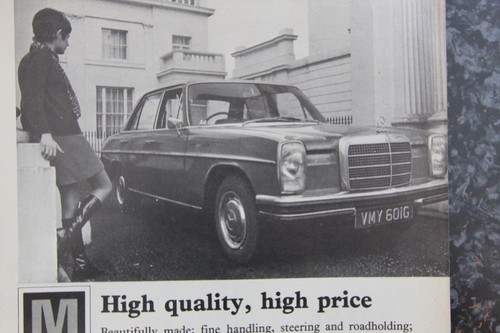 VMY 601G
M
High quality, high price
Beautifully made; fine handling, steering and roadholding;